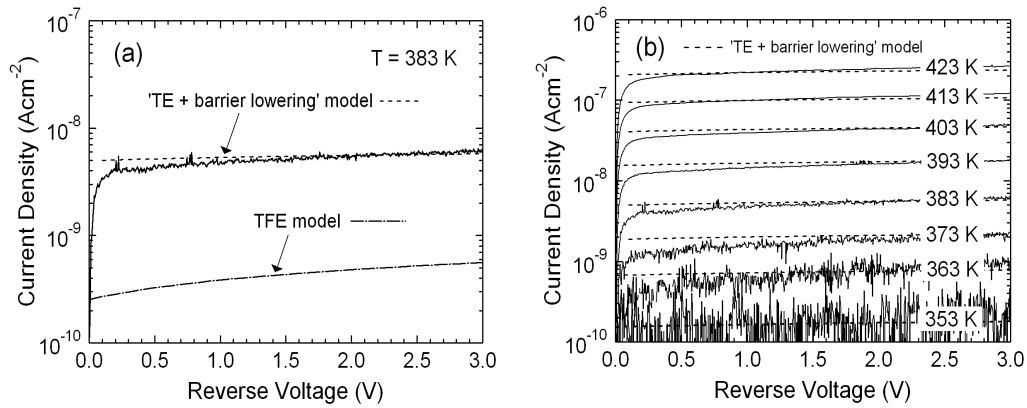 (a)
T = 383 K
'TE + barrier lowering' model
TFE model
Current Density (Acm-2)
10-7
10-8
10-9
10-10
0.0 0.5 1.0 1.5 2.0 2.5 3.0
Reverse Voltage (V)
(b)
'TE + barrier lowering' model
423 K
413 K
403 K
393 K
383 K
373 K
363 K
353 K
Current Density (Acm-2)
10-6
10-7
10-8
10-9
10-10
0.0 0.5 1.0 1.5 2.0 2.5 3.0
Reverse Voltage (V)